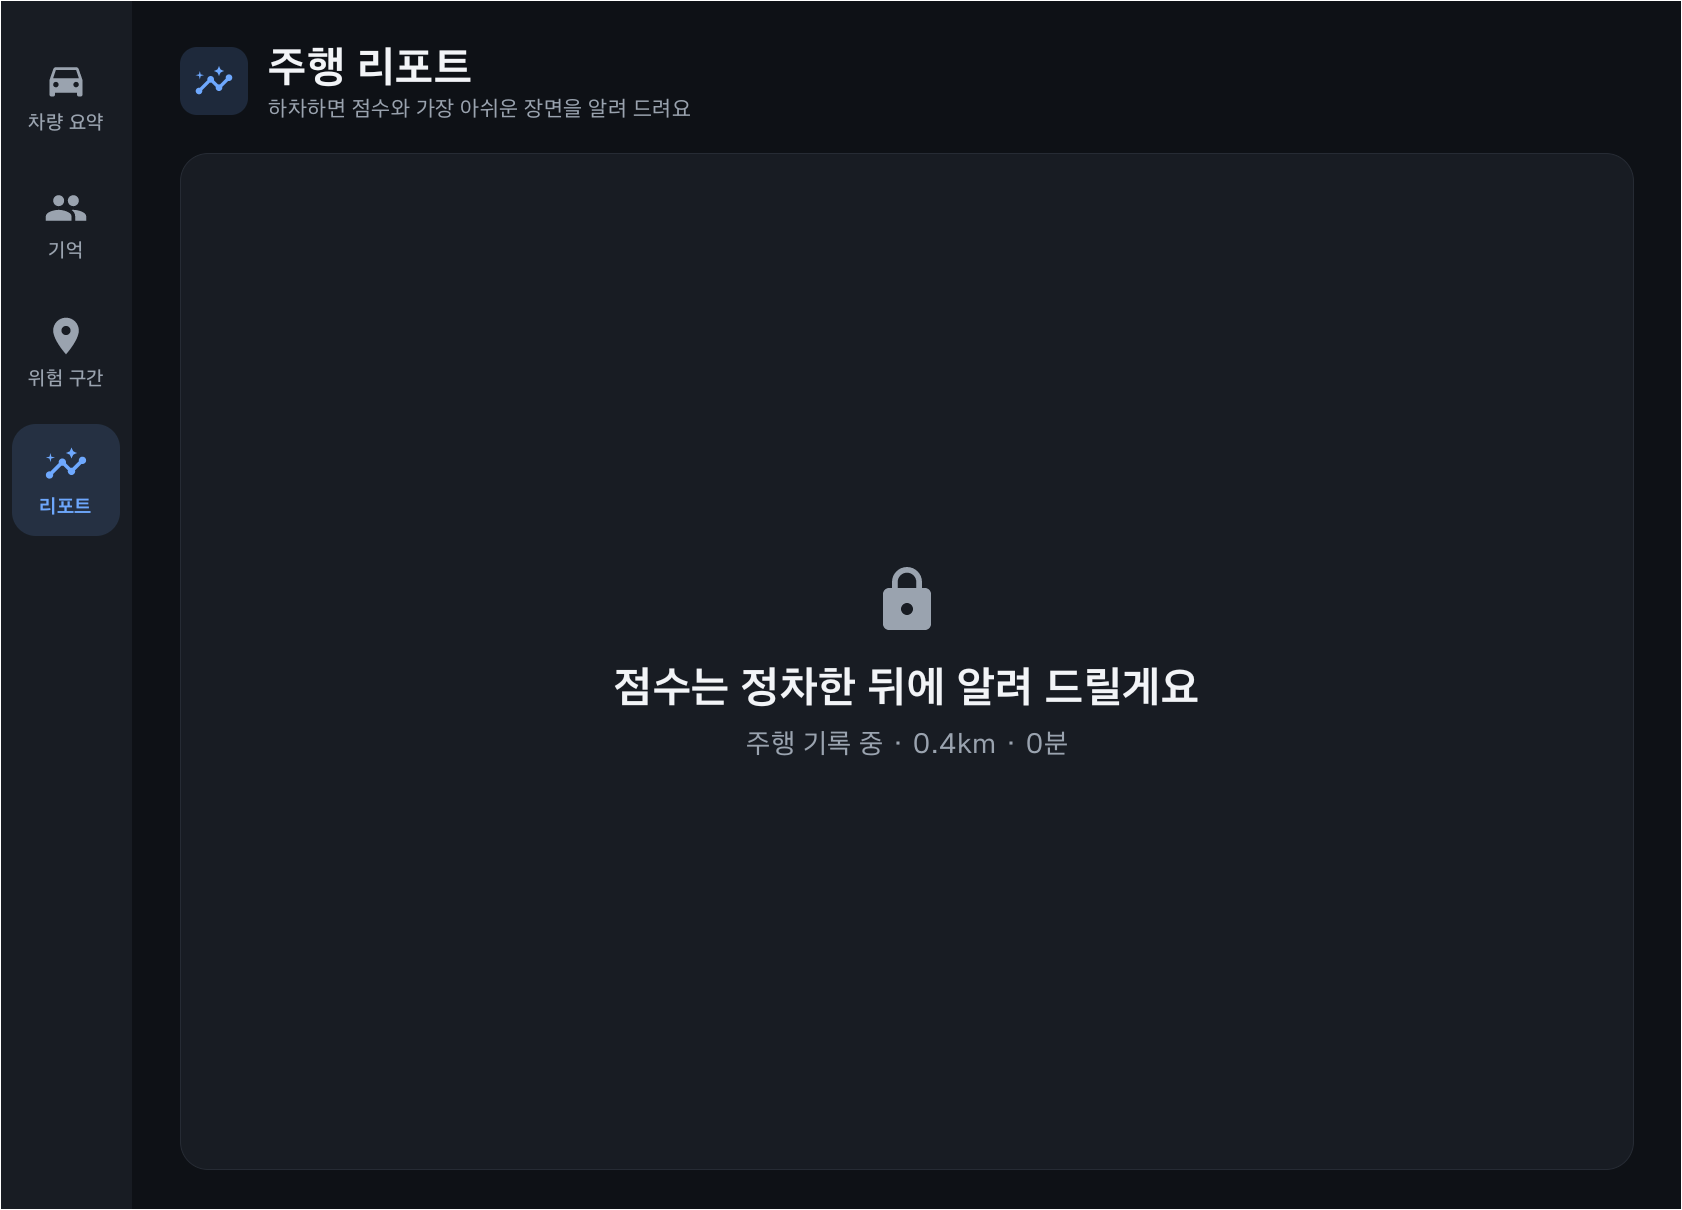 차량 요약
기억
위험 구간
리포트
주행 리포트
하차하면 점수와 가장 아쉬운 장면을 알려 드려요
점수는 정차한 뒤에 알려 드릴게요
주행 기록 중 · 0.4km · 0분